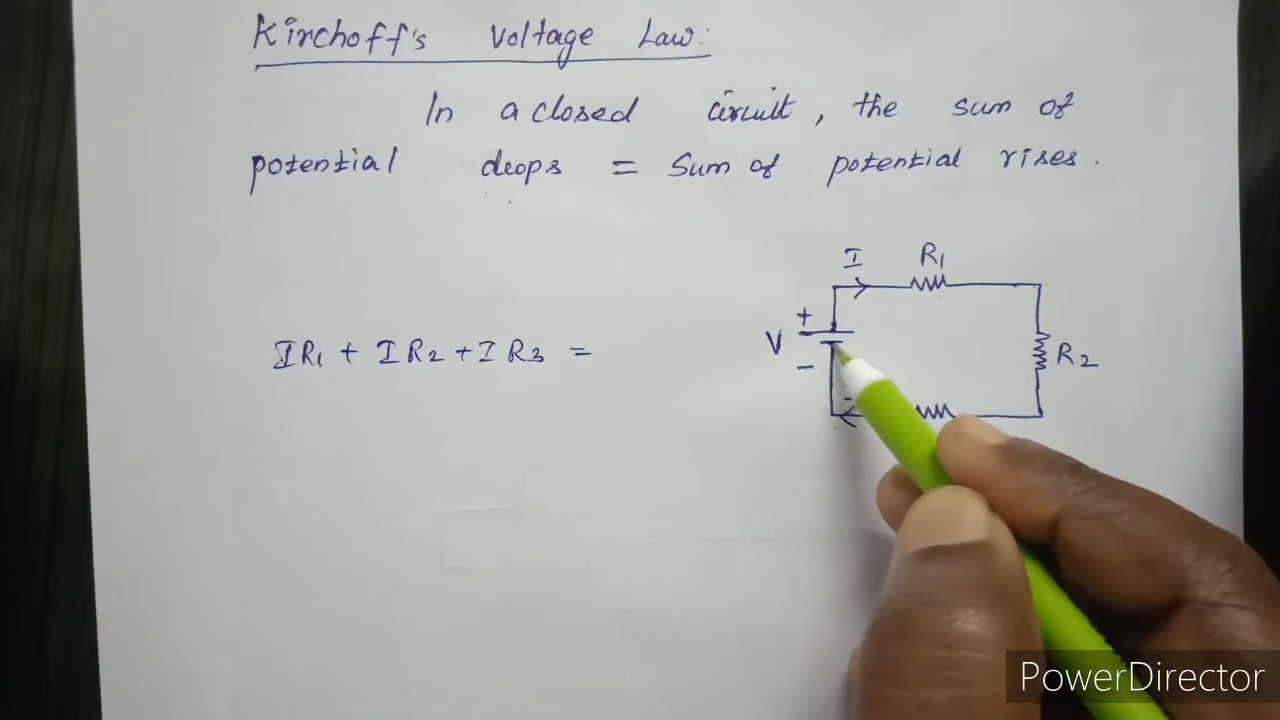 Kirchoff's Voltage Law:
In a closed circuit, the sum of
potential drops = Sum of potential rises.
I R1
+
V
-
R2
IR1 + IR2 + IR3 =
PowerDirector